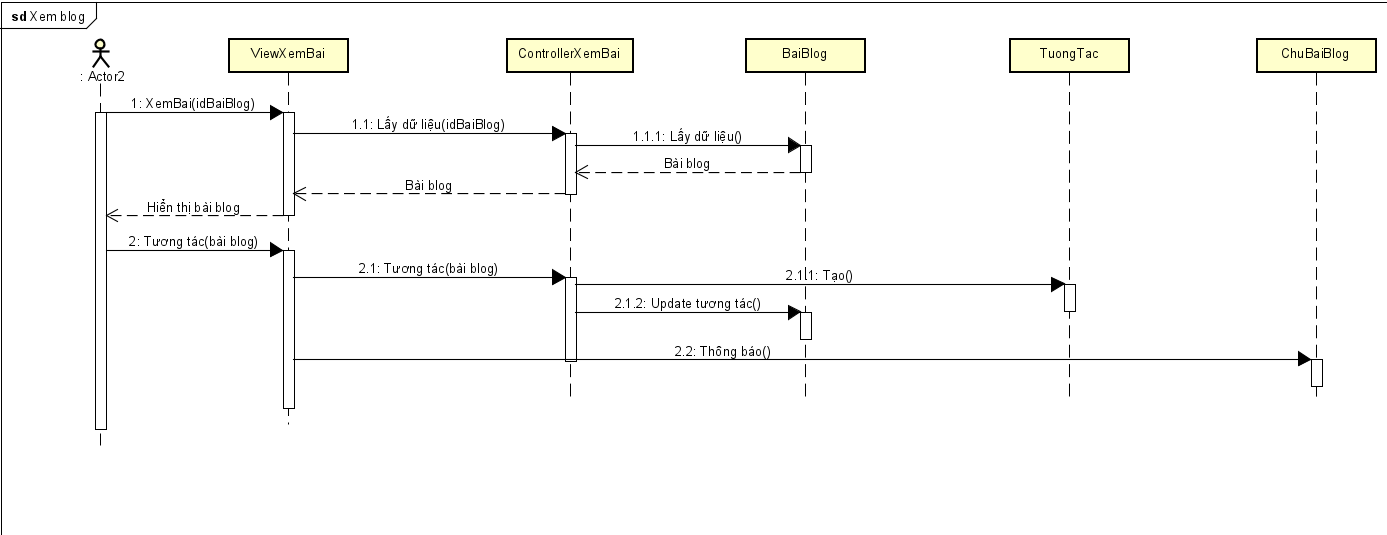 sd Xem blog
ViewXemBai
ControllerXemBai
BaiBlog
TuongTac
ChuBaiBlog
: Actor2
1: XemBai(idBaiBlog)
1.1: Lấy dữ liệu(idBaiBlog)
1.1.1: Lấy dữ liệu()
Bài blog
Bài blog
Hiển thị bài blog
2: Tương tác(bài blog)
2.1: Tương tác(bài blog)
2.1.1: Tạo()
2.1.2: Update tương tác()
2.2: Thông báo()